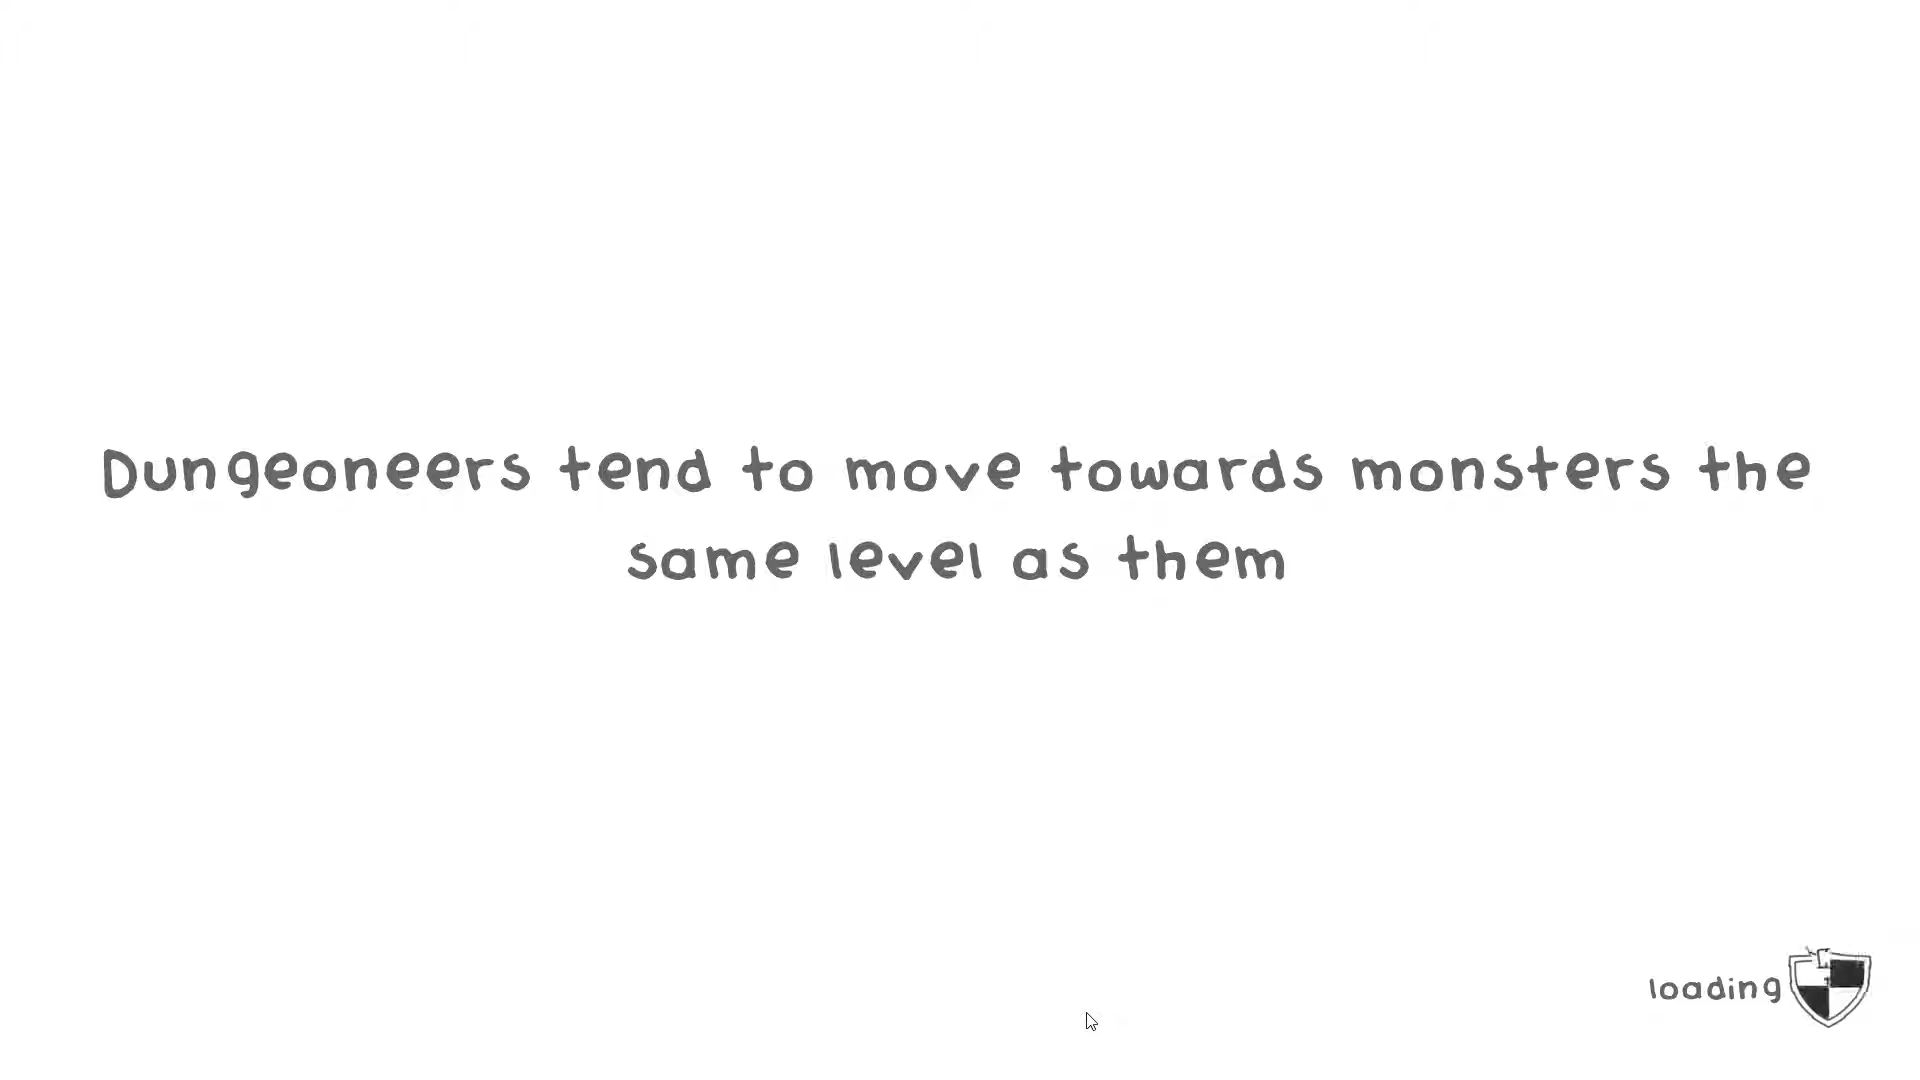 Dungeoneers tend to move towards monsters the
same level as them
loading